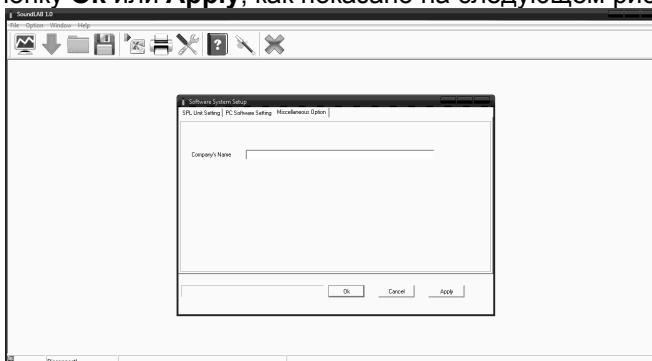 опку Ok или Apply, как показано на следующем рис
SoundLAB 1.0
File Option Window Help
Software System Setup
SPL Unit Setting PC Software Setting Miscellaneous Option
Company's Name
Ok Cancel Apply
Disconnect!